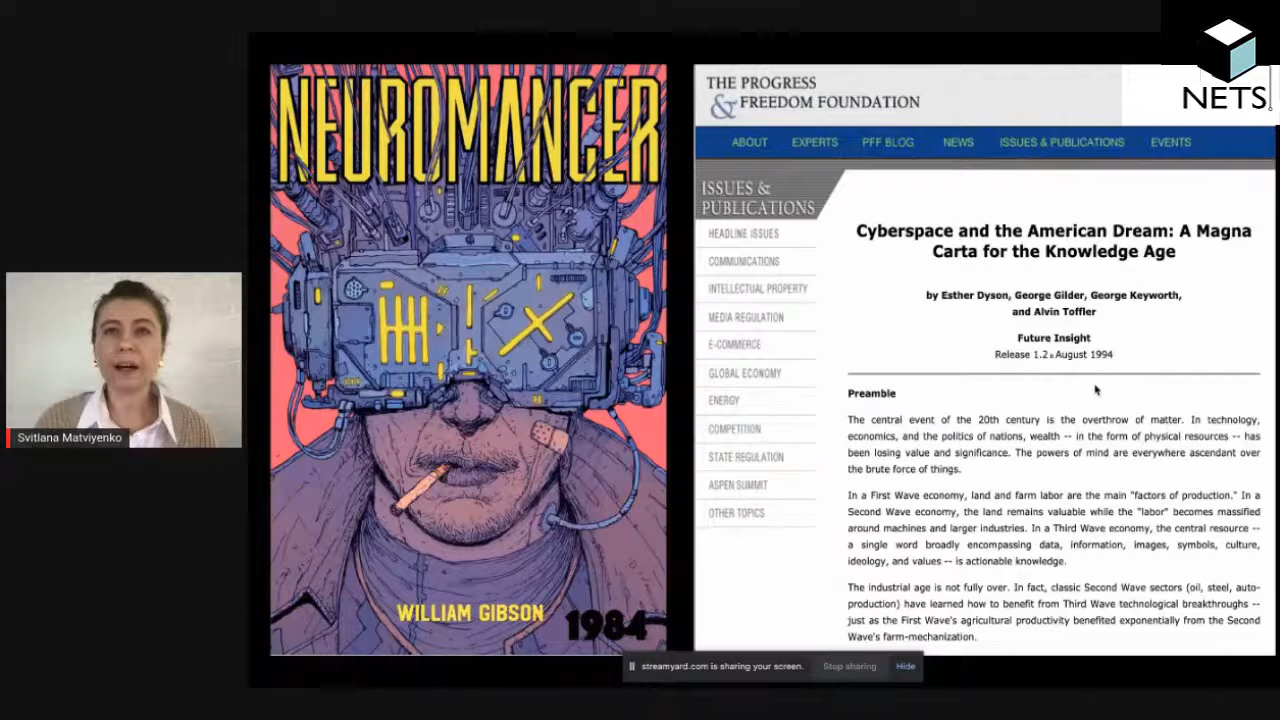 NEUROMANCER
WILLIAM GIBSON
1984
THE PROGRESS
& FREEDOM FOUNDATION
NETS.
ABOUT EXPERTS PFF BLOG NEWS ISSUES & PUBLICATIONS EVENTS
ISSUES &
PUBLICATIONS
HEADLINE ISSUES
COMMUNICATIONS
INTELLECTUAL PROPERTY
MEDIA REGULATION
E-COMMERCE
GLOBAL ECONOMY
ENERGY
COMPETITION
STATE REGULATION
ASPEN SUMMIT
OTHER TOPICS
Cyberspace and the American Dream: A Magna
Carta for the Knowledge Age
by Esther Dyson, George Gilder, George Keyworth,
and Alvin Toffler
Future Insight
Release 1.2 August 1994
Preamble
The central event of the 20th century is the overthrow of matter. In technology,
economics, and the politics of nations, wealth -- in the form of physical resources -- has
been losing value and significance. The powers of mind are everywhere ascendant over
the brute force of things.
In a First Wave economy, land and farm labor are the main "factors of production." In a
Second Wave economy, the land remains valuable while the "labor" becomes massified
around machines and larger industries. In a Third Wave economy, the central resource --
a single word broadly encompassing data, information, images, symbols, culture,
ideology, and values -- is actionable knowledge.
The industrial age is not fully over. In fact, classic Second Wave sectors (oil, steel, auto-
production) have learned how to benefit from Third Wave technological breakthroughs --
just as the First Wave's agricultural productivity benefited exponentially from the Second
Wave's farm-mechanization.
Svitlana Matviyenko
streamyard.com is sharing your screen. Stop sharing Hide